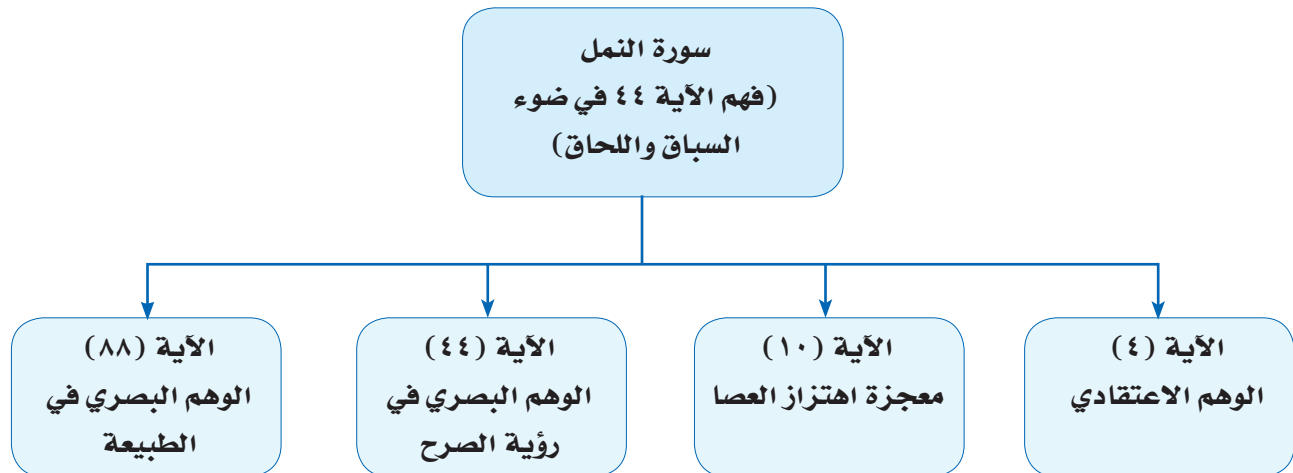 سورة النمل
(فهم الآية ٤٤ في ضوء
السباق واللحاق)
الآية (٤)
الوهم الاعتقادي
الآية (١٠)
معجزة اهتزاز العصا
الآية (٤٤)
الوهم البصري في
رؤية الصرح
الآية (٨٨)
الوهم البصري في
الطبيعة